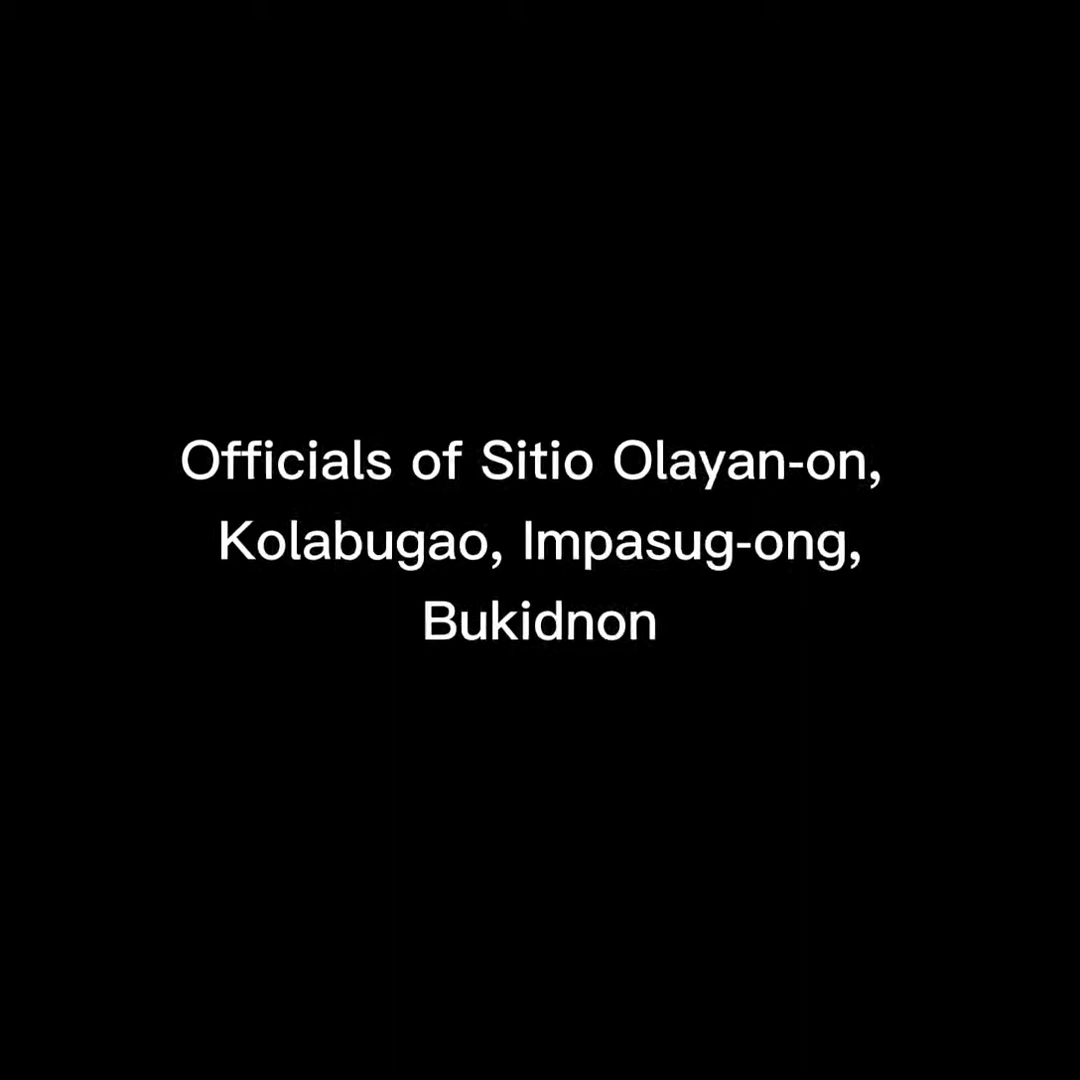 Officials of Sitio Olayan-on,
Kolabugao, Impasug-ong,
Bukidnon